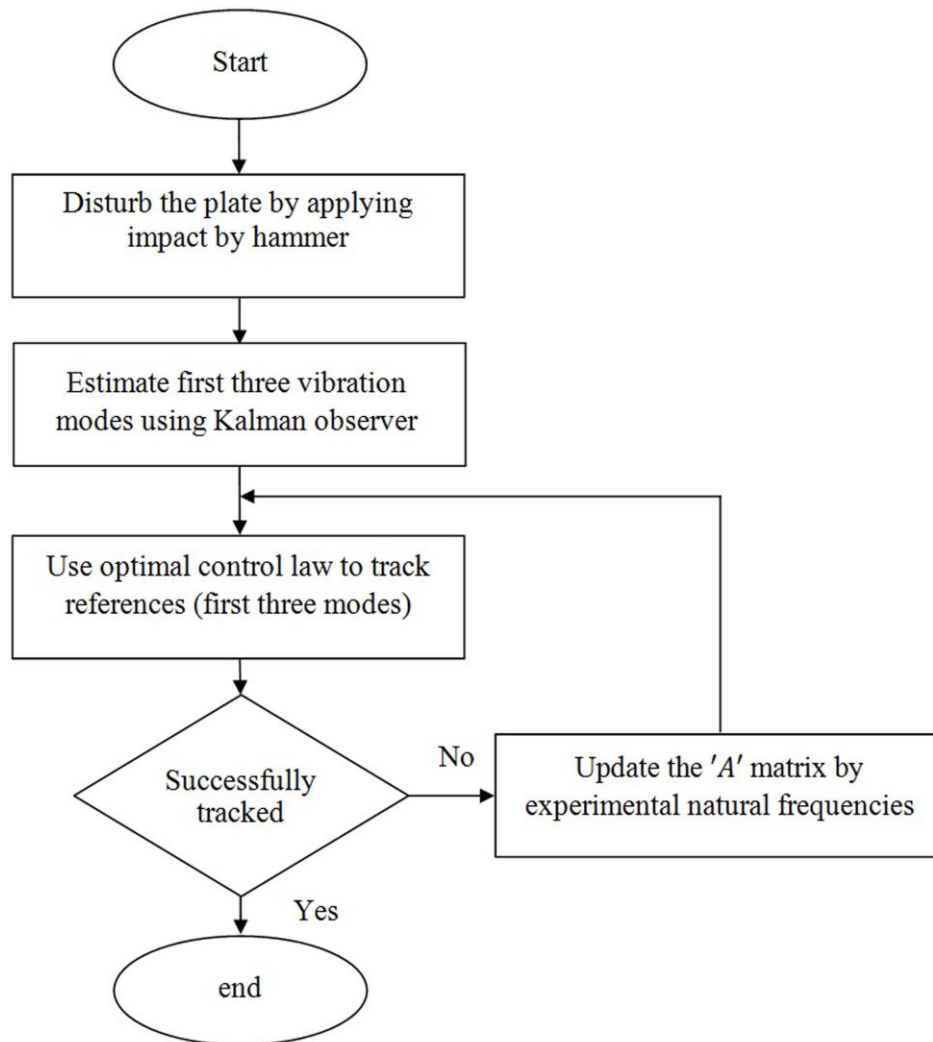 Start
Disturb the plate by applying
impact by hammer
Estimate first three vibration
modes using Kalman observer
Use optimal control law to track
references (first three modes)
Successfully
tracked
No
Update the 'A' matrix by
experimental natural frequencies
Yes
end